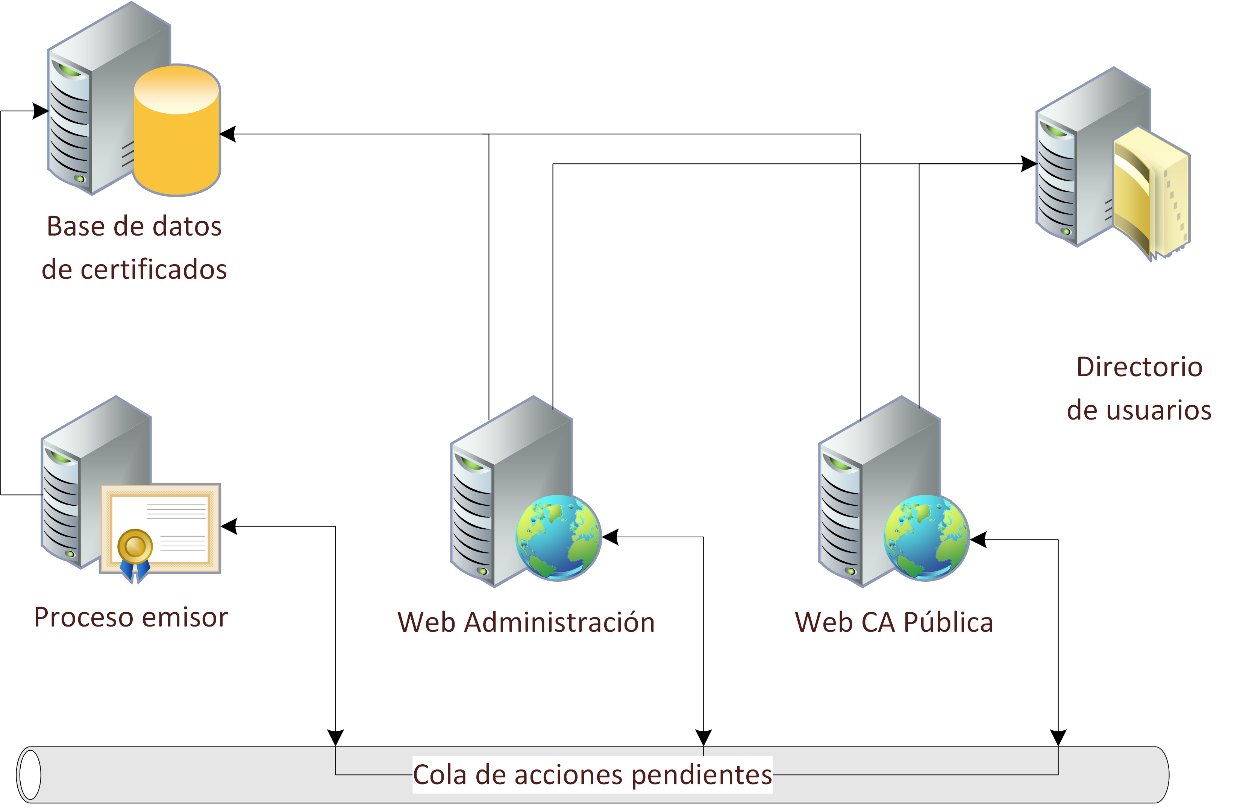 Base de datos
de certificados
Directorio
de usuarios
Proceso emisor
Web Administración
Web CA Pública
Cola de acciones pendientes